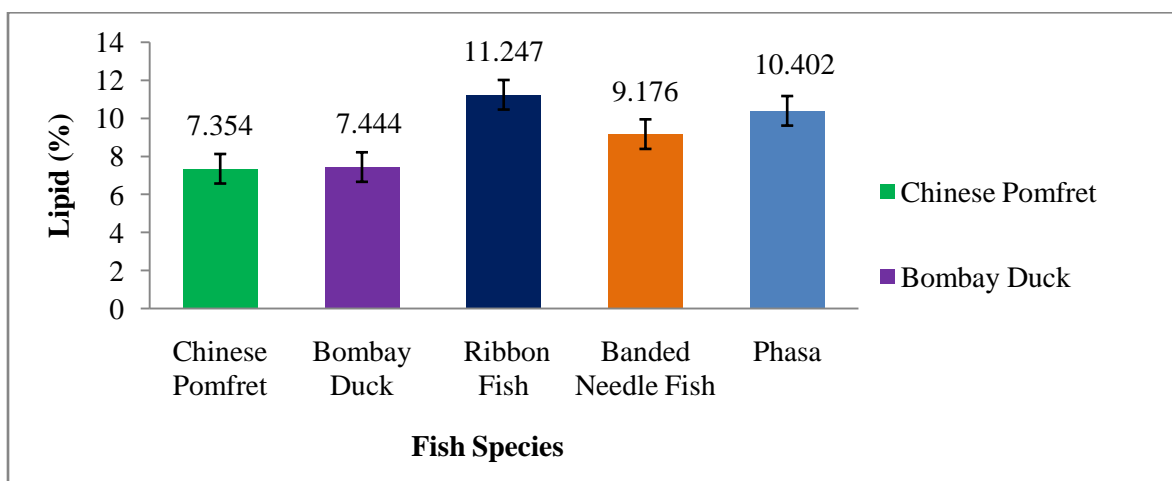 14
12
10
8
6
4
2
0
Lipid (%)
7.354
7.444
11.247
9.176
10.402
Chinese
Pomfret
Bombay
Duck
Ribbon
Fish
Banded
Needle Fish
Phasa
Fish Species
Chinese Pomfret
Bombay Duck